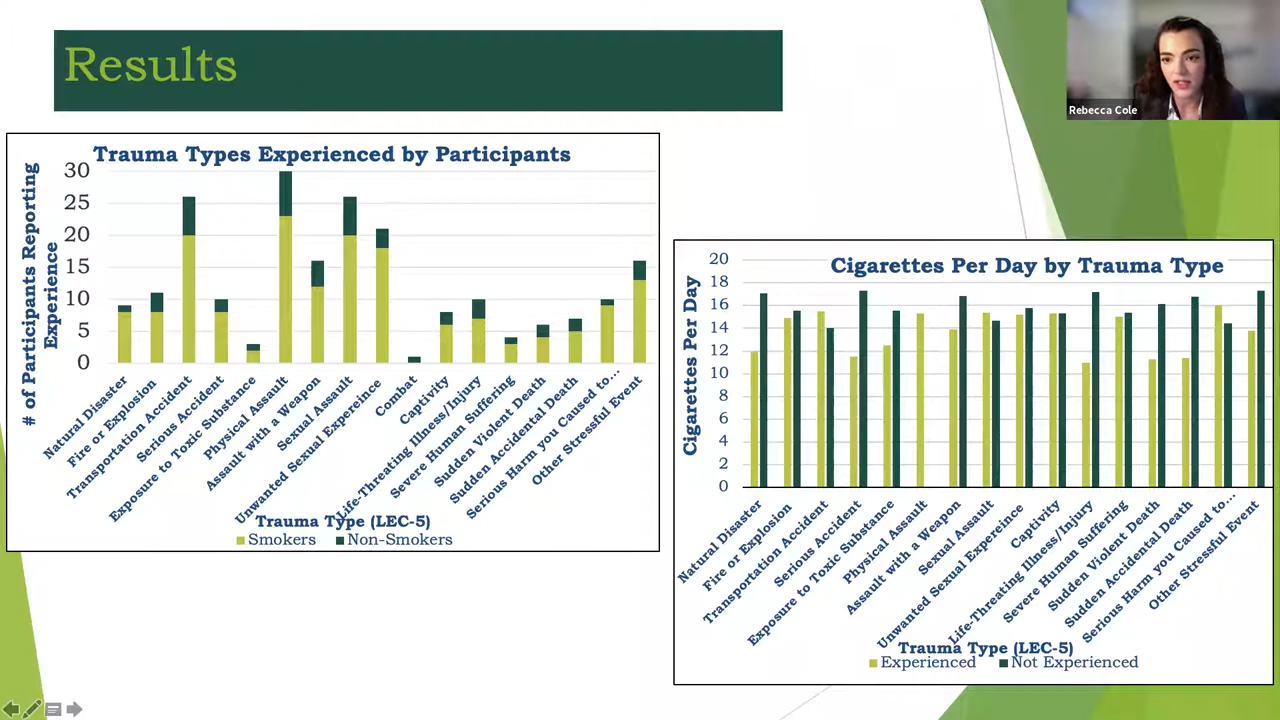 Results
Rebecca Cole
Trauma Types Experienced by Participants
# of Participants Reporting
Experience
30
25
20
15
10
5
0
Natural Disaster
Fire or Explosion
Transportation Accident
Serious Accident
Exposure to Toxic Substance
Physical Assault
Assault with a Weapon
Sexual Assault
Unwanted Sexual Expereince
Combat
Captivity
Life-Threating Illness/Injury
Severe Human Suffering
Sudden Violent Death
Sudden Accidental Death
Serious Harm you Caused to...
Other Stressful Event
Trauma Type (LEC-5)
Smokers
Non-Smokers
Cigarettes Per Day by Trauma Type
Cigarettes Per Day
20
18
16
14
12
10
8
6
4
2
0
Natural Disaster
Fire or Explosion
Transportation Accident
Serious Accident
Exposure to Toxic Substance
Physical Assault
Assault with a Weapon
Sexual Assault
Unwanted Sexual Expereince
Captivity
Life-Threating Illness/Injury
Severe Human Suffering
Sudden Violent Death
Sudden Accidental Death
Serious Harm you Caused to...
Other Stressful Event
Trauma Type (LEC-5)
Experienced
Not Experienced